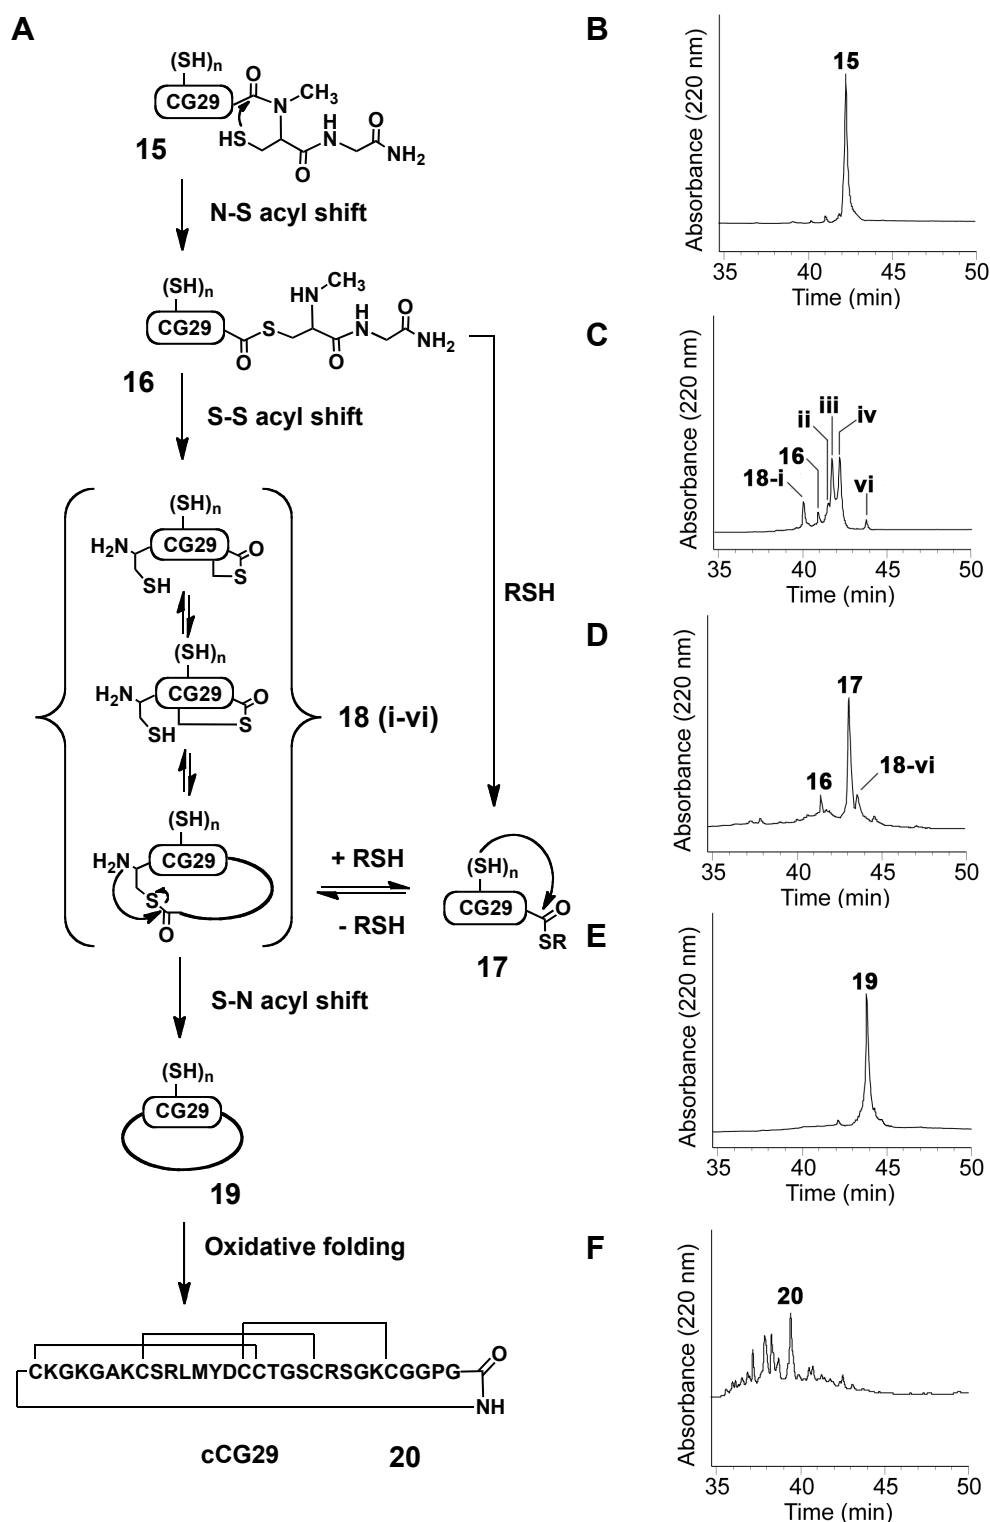 A
(SH)n
CG29
O
N
CH3
HS
H
N
O
O
NH2
15
N-S acyl shift
(SH)n
CG29
O
S
HN
CH3
O
H
N
O
NH2
16
S-S acyl shift
(SH)n
H2N
CG29
O
S
SH
(SH)n
H2N
CG29
O
S
SH
18 (i-vi)
(SH)n
H2N
CG29
S
O
RSH
+ RSH
- RSH
(SH)n
CG29
O
SR
17
S-N acyl shift
(SH)n
CG29
19
Oxidative folding
CKGKGAKCSRLMYDCCTGSCRSGKCGGPG
O
NH
cCG29
20
B
Absorbance (220 nm)
15
35 40 45 50
Time (min)
C
Absorbance (220 nm)
18-i
16
ii
iii
iv
vi
35 40 45 50
Time (min)
D
Absorbance (220 nm)
16
17
18-vi
35 40 45 50
Time (min)
E
Absorbance (220 nm)
19
35 40 45 50
Time (min)
F
Absorbance (220 nm)
20
35 40 45 50
Time (min)